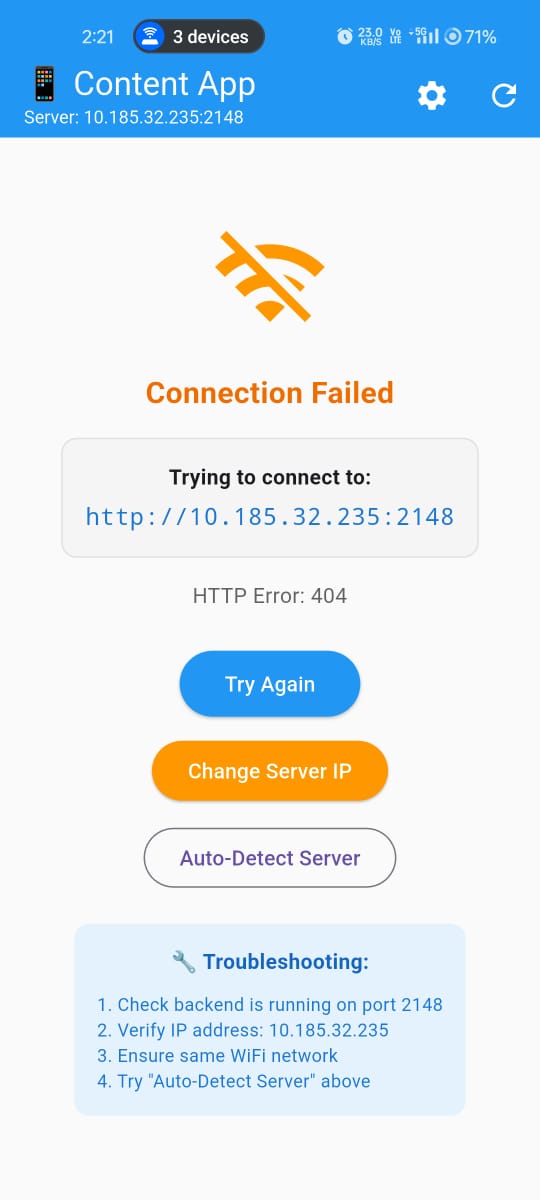 2:21
3 devices
23.0
KB/S
Vo
LTE
5G
71%
Content App
Server: 10.185.32.235:2148
Connection Failed
Trying to connect to:
http://10.185.32.235:2148
HTTP Error: 404
Try Again
Change Server IP
Auto-Detect Server
🔧 Troubleshooting:
1. Check backend is running on port 2148
2. Verify IP address: 10.185.32.235
3. Ensure same WiFi network
4. Try "Auto-Detect Server" above